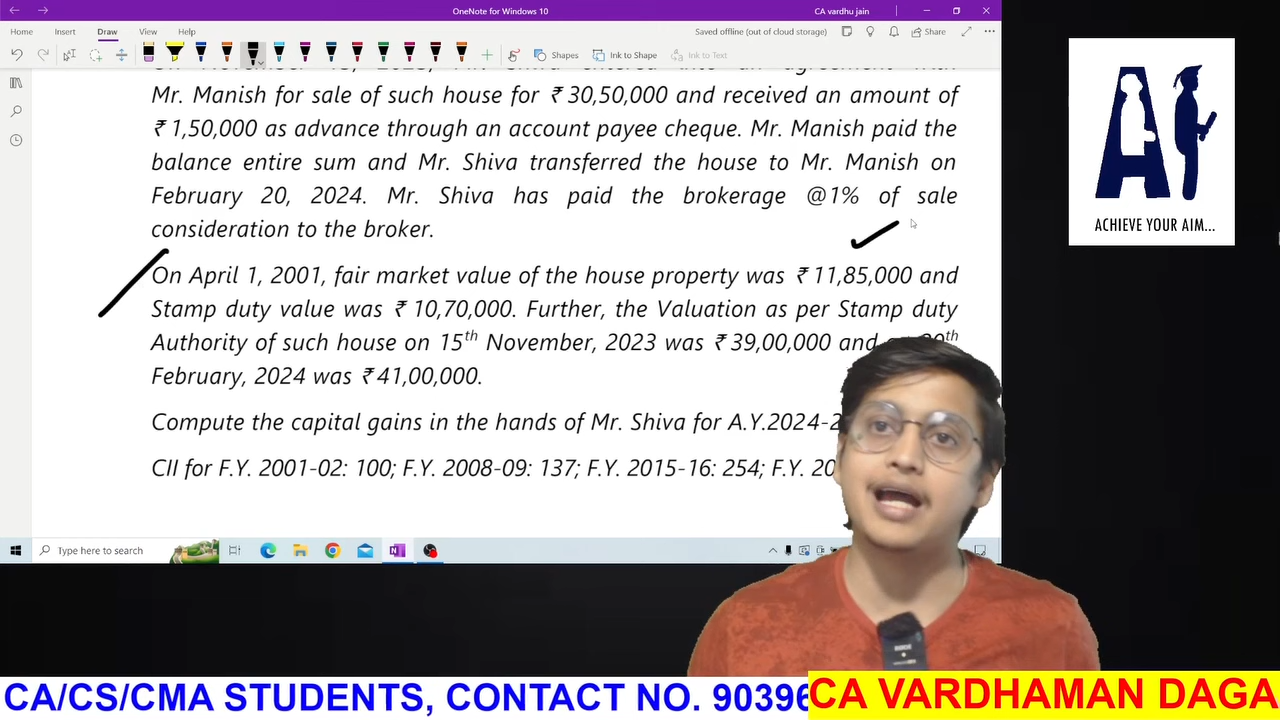 OneNote for Windows 10
CA vardhu jain
Home Insert Draw View Help
Saved offline (out of cloud storage)
Share
Shapes
Ink to Shape
Ink to Text
Mr. Manish for sale of such house for ₹ 30,50,000 and received an amount of
₹ 1,50,000 as advance through an account payee cheque. Mr. Manish paid the
balance entire sum and Mr. Shiva transferred the house to Mr. Manish on
February 20, 2024. Mr. Shiva has paid the brokerage @1% of sale
consideration to the broker.
On April 1, 2001, fair market value of the house property was ₹ 11,85,000 and
Stamp duty value was ₹ 10,70,000. Further, the Valuation as per Stamp duty
Authority of such house on 15th November, 2023 was ₹ 39,00,000 and
February, 2024 was ₹ 41,00,000.
Compute the capital gains in the hands of Mr. Shiva for A.Y.2024-2
CII for F.Y. 2001-02: 100; F.Y. 2008-09: 137; F.Y. 2015-16: 254; F.Y. 20
Type here to search
ACHIEVE YOUR AIM...
CA/CS/CMA STUDENTS, CONTACT NO. 9039
CA VARDHAMAN DAGA